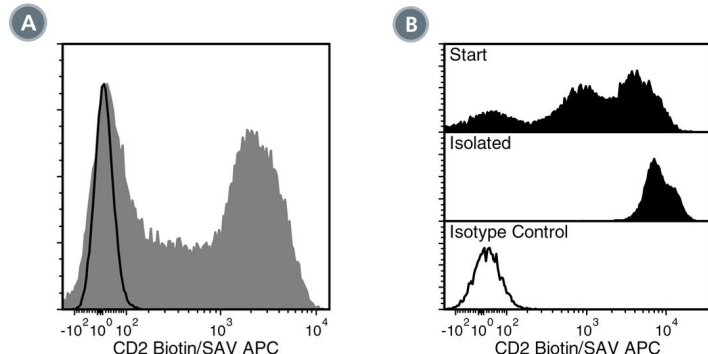 A
-10² 10⁰ 10² 10³ 10⁴
CD2 Biotin/SAV APC
B
Start
Isolated
Isotype Control
-10² 10⁰ 10² 10³ 10⁴
CD2 Biotin/SAV APC